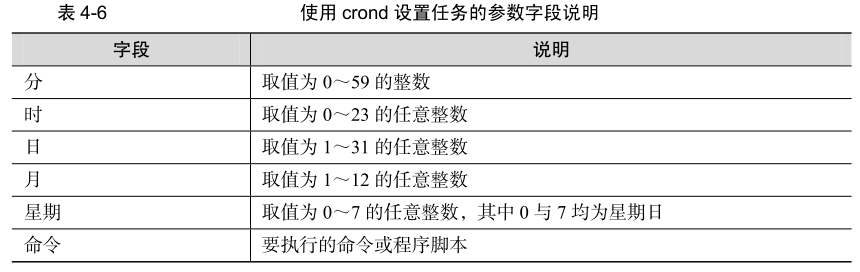 表 4-6 使用 crond 设置任务的参数字段说明
字段 说明
分 取值为 0～59 的整数
时 取值为 0～23 的任意整数
日 取值为 1～31 的任意整数
月 取值为 1～12 的任意整数
星期 取值为 0～7 的任意整数，其中 0 与 7 均为星期日
命令 要执行的命令或程序脚本